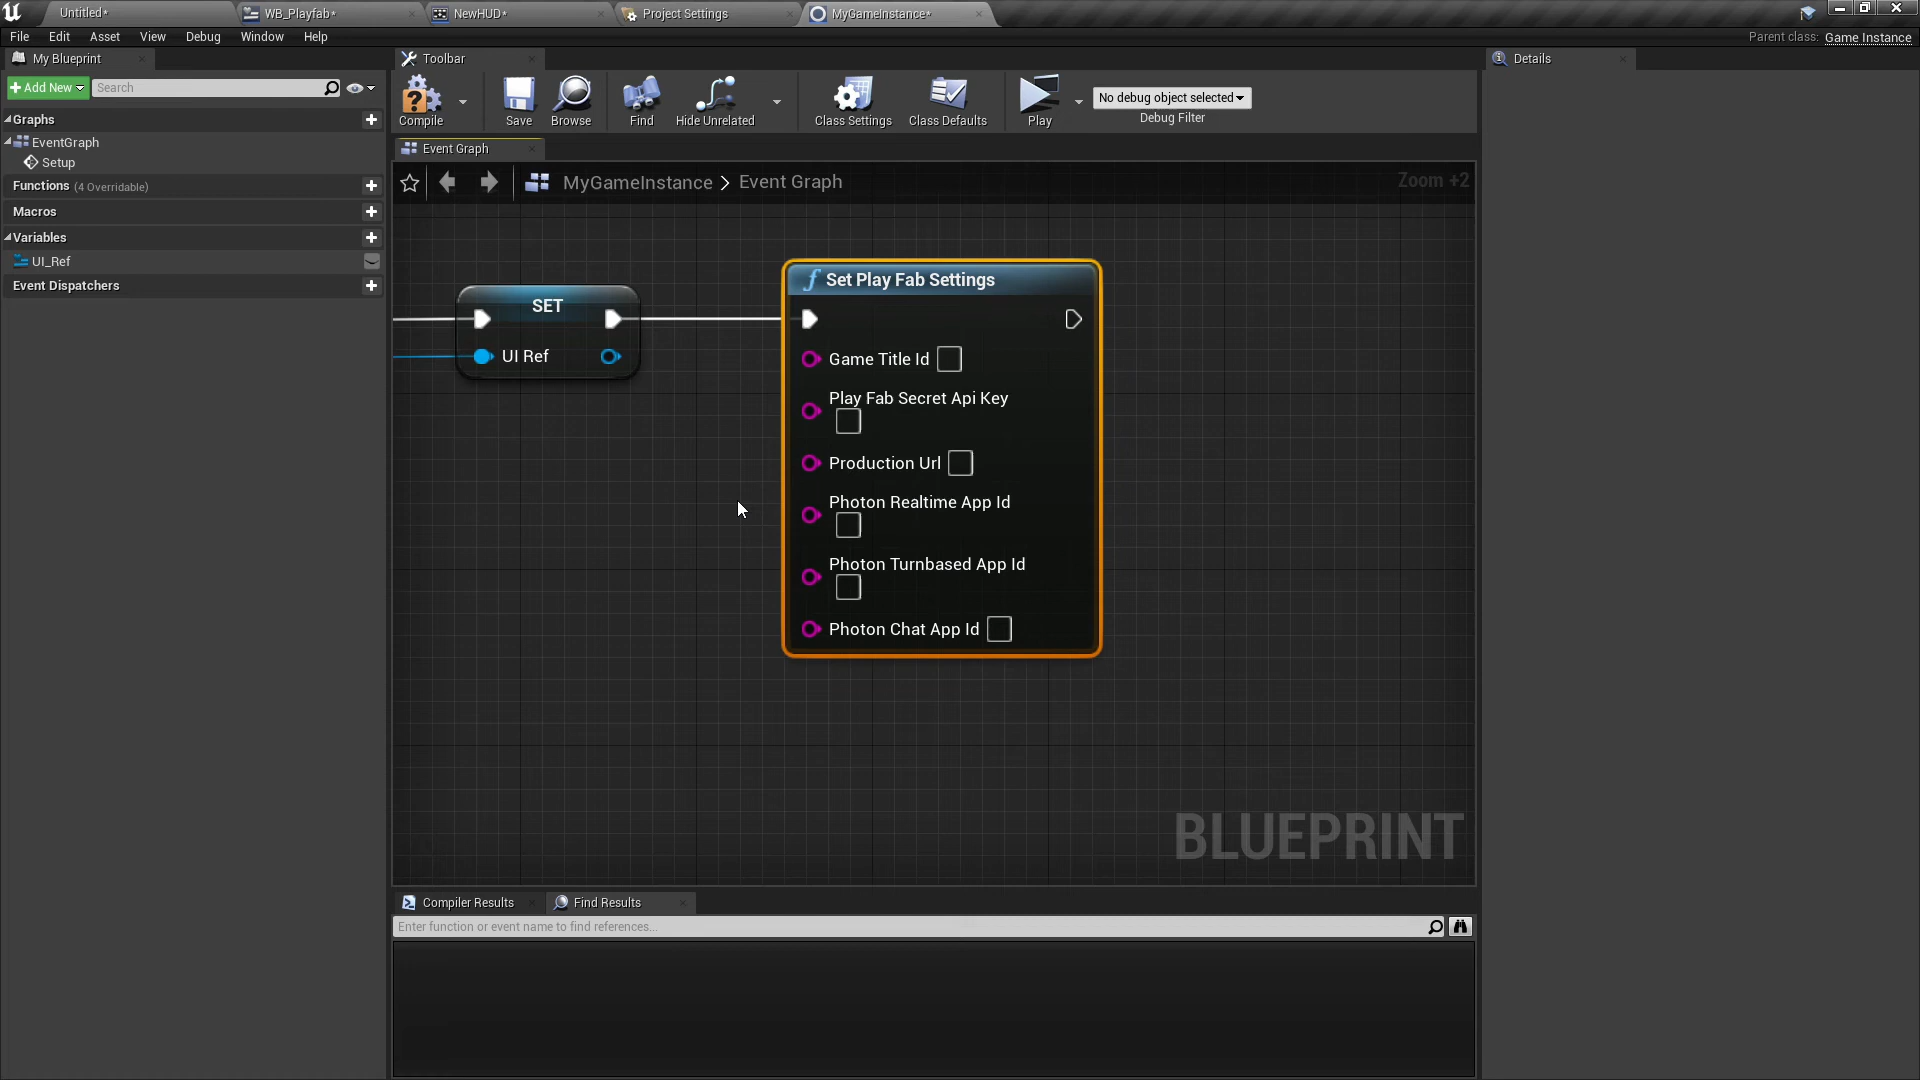 Untitled*
WB_Playfab*
NewHUD*
Project Settings
MyGameInstance*
File Edit Asset View Debug Window Help
Parent class: Game Instance
My Blueprint
Toolbar
Details
Add New
Search
Compile
Save
Browse
Find
Hide Unrelated
Class Settings
Class Defaults
Play
No debug object selected
Debug Filter
Graphs
EventGraph
Setup
Functions (4 Overridable)
Macros
Variables
UI_Ref
Event Dispatchers
Event Graph
MyGameInstance > Event Graph
Zoom +2
SET
UI Ref
Set Play Fab Settings
Game Title Id
Play Fab Secret Api Key
Production Url
Photon Realtime App Id
Photon Turnbased App Id
Photon Chat App Id
BLUEPRINT
Compiler Results
Find Results
Enter function or event name to find references...